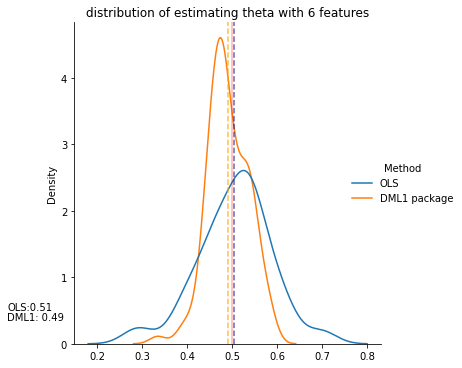 distribution of estimating theta with 6 features
Density
4
3
2
1
0
0.2 0.3 0.4 0.5 0.6 0.7 0.8
Method
OLS
DML1 package
OLS:0.51
DML1: 0.49